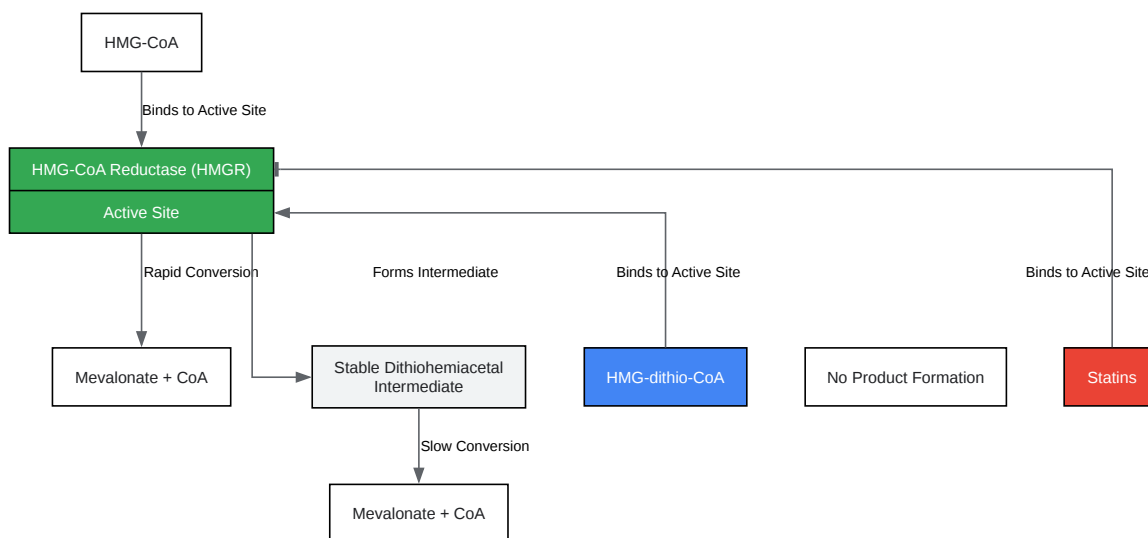 HMG-CoA
Binds to Active Site
HMG-CoA Reductase (HMGR)
Active Site
Rapid Conversion
Forms Intermediate
Binds to Active Site
Binds to Active Site
Mevalonate + CoA
Stable Dithiohemiacetal
Intermediate
HMG-dithio-CoA
No Product Formation
Statins
Slow Conversion
Mevalonate + CoA